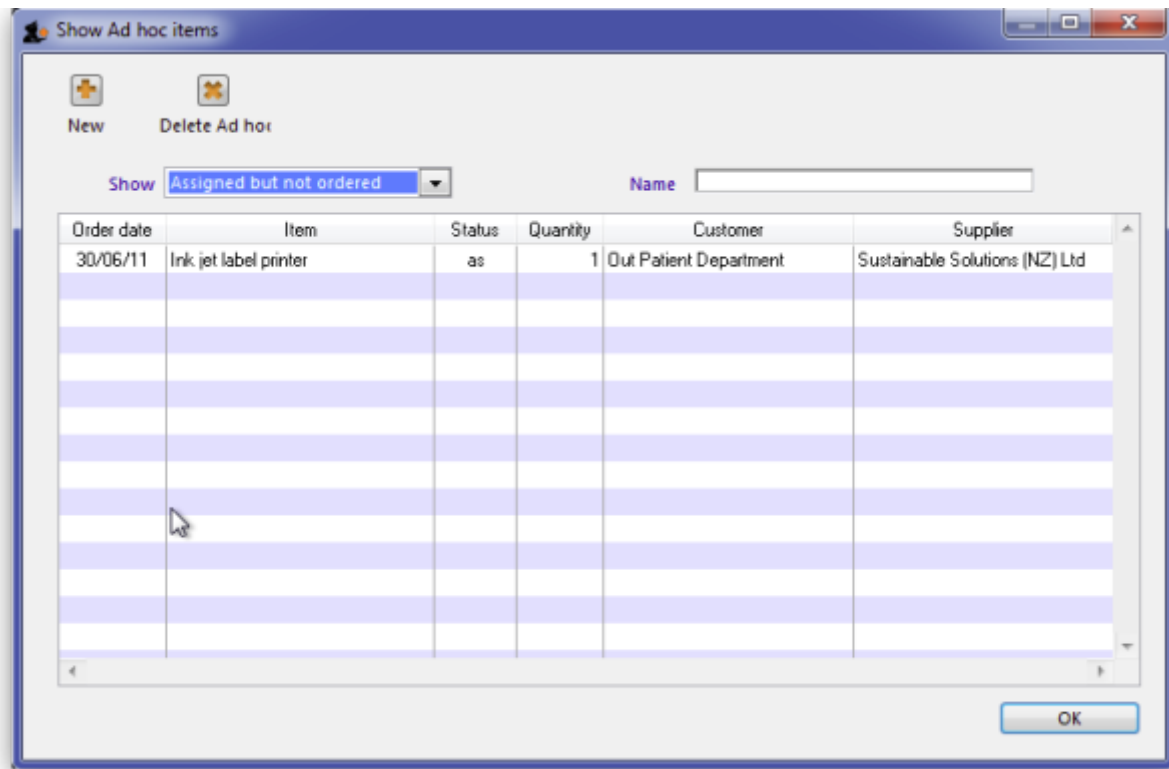 Show Ad hoc items
New Delete Ad hoc
Show Assigned but not ordered Name
Order date Item Status Quantity Customer Supplier
30/06/11 Ink jet label printer as 1 Out Patient Department Sustainable Solutions (NZ) Ltd
OK